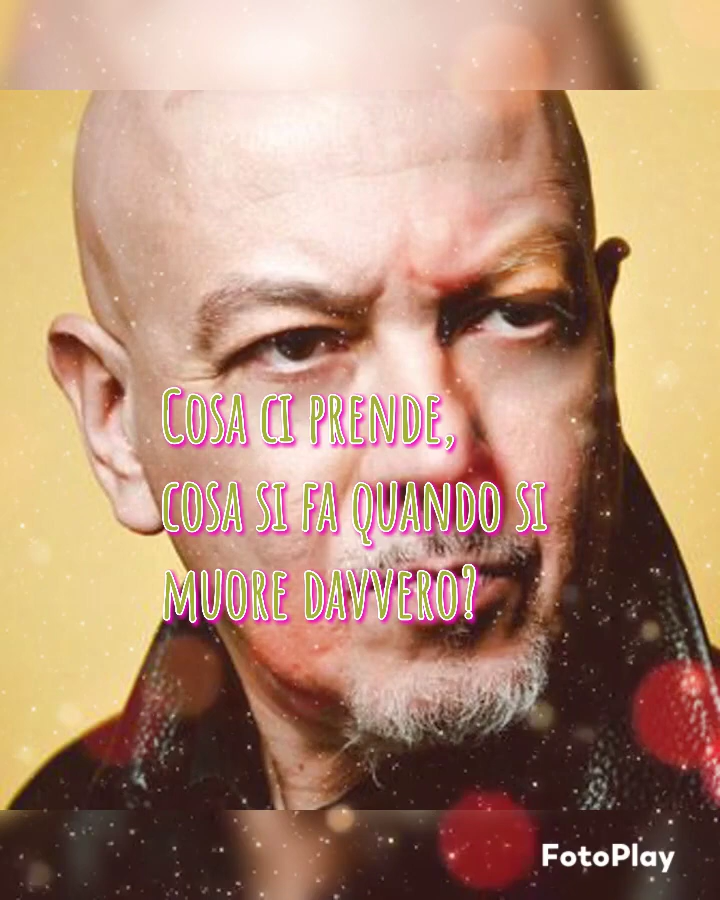 Cosa ci prende,
cosa si fa quando si
muore davvero?
FotoPlay